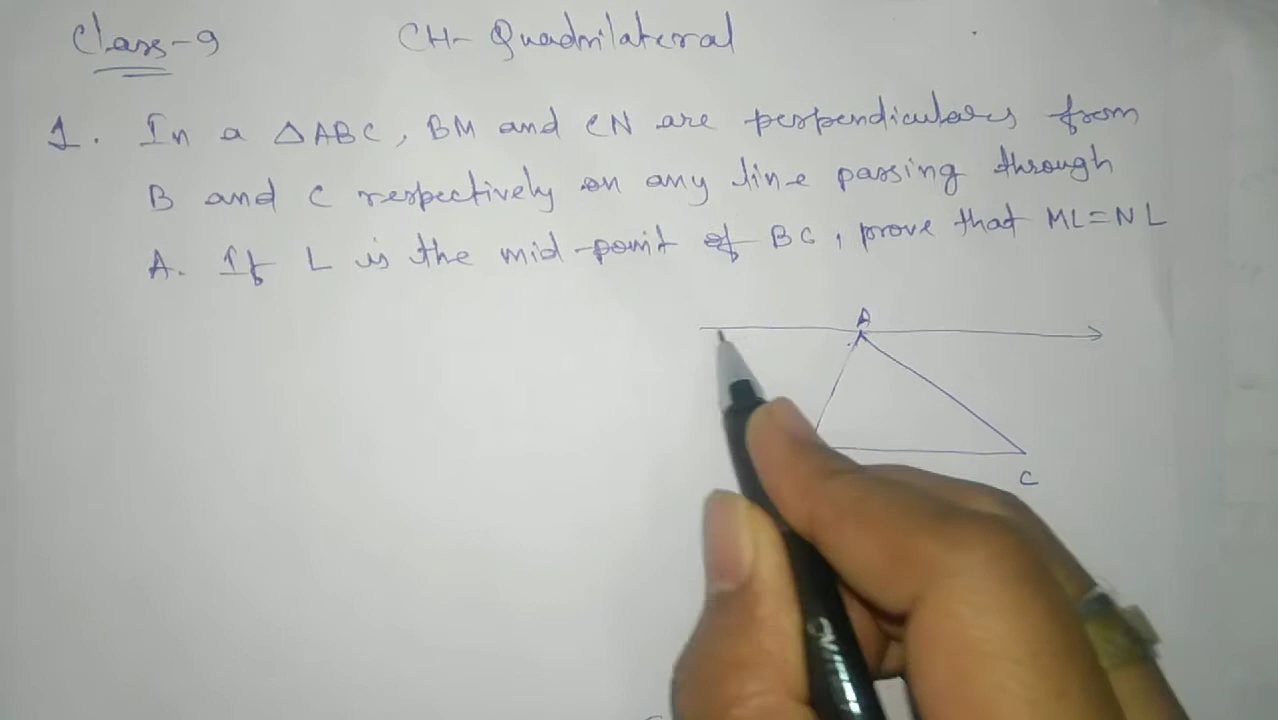 Class-9 CH- Quadrilateral
1. In a △ABC, BM and CN are perpendiculars from
B and C respectively on any line passing through
A. If L is the mid-point of BC, prove that ML=NL
A
C